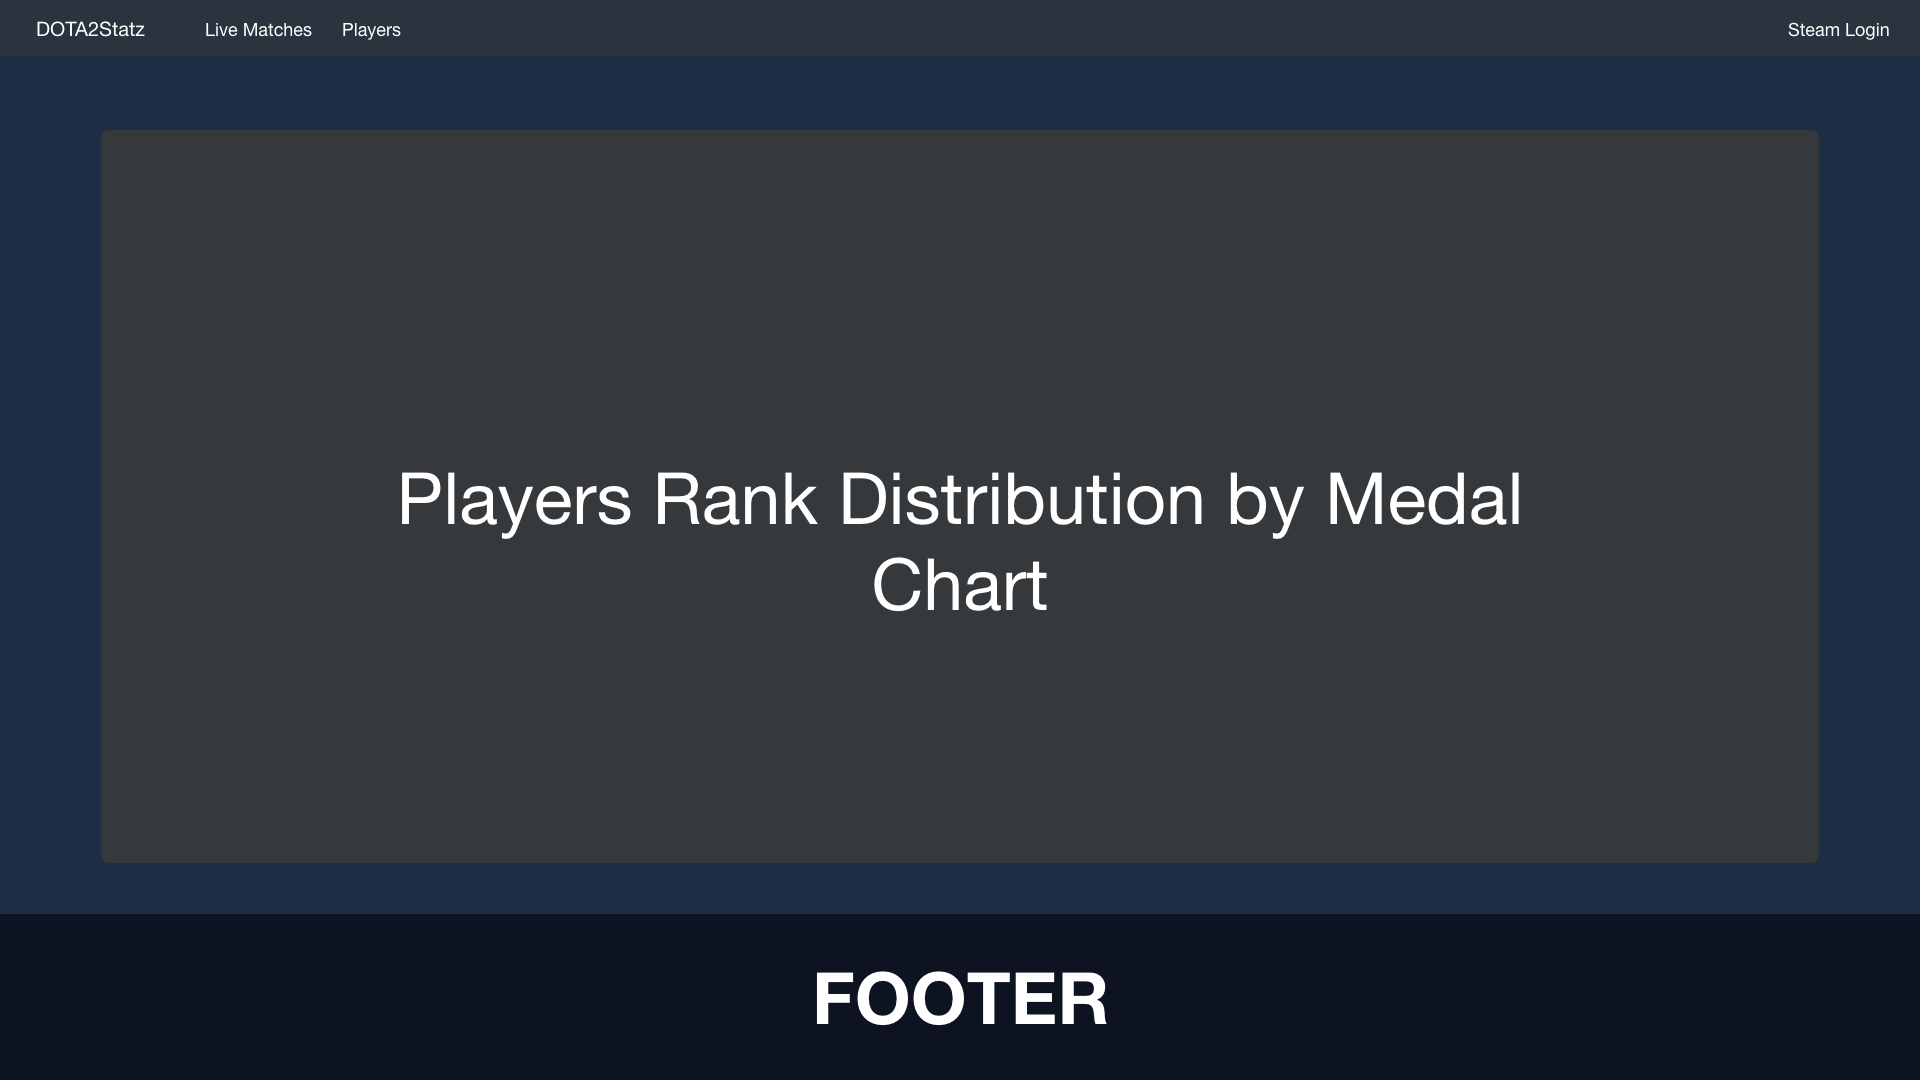 DOTA2Statz Live Matches Players Steam Login
Players Rank Distribution by Medal
Chart
FOOTER